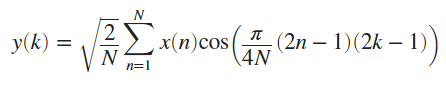 y(k) = √(2/N) ∑_{n=1}^{N} x(n)cos(π/4N (2n − 1)(2k − 1))